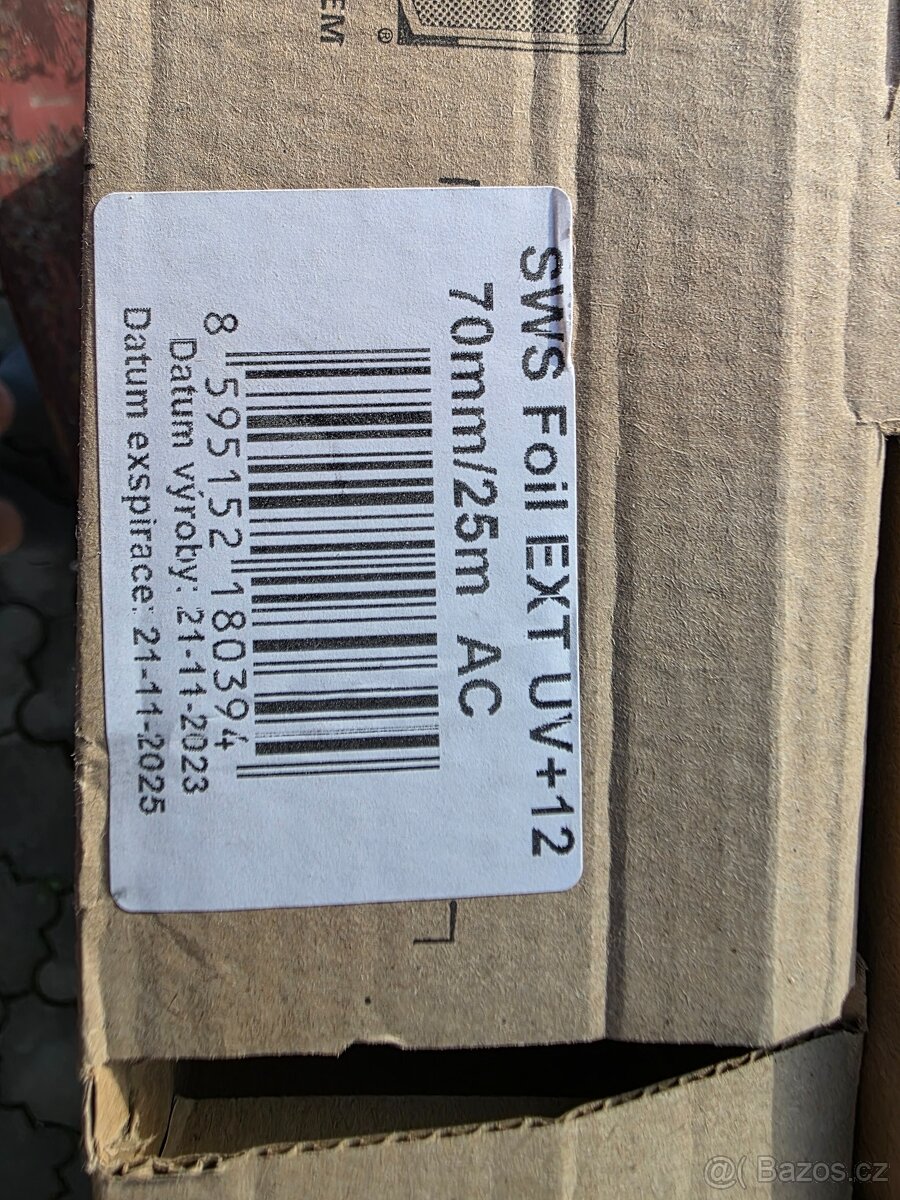 EM
®
SWS Foil EXT UV+12
70mm/25m AC
8 595152 180394
Datum výroby: 21-11-2023
Datum exspirace: 21-11-2025
@( Bazos.cz